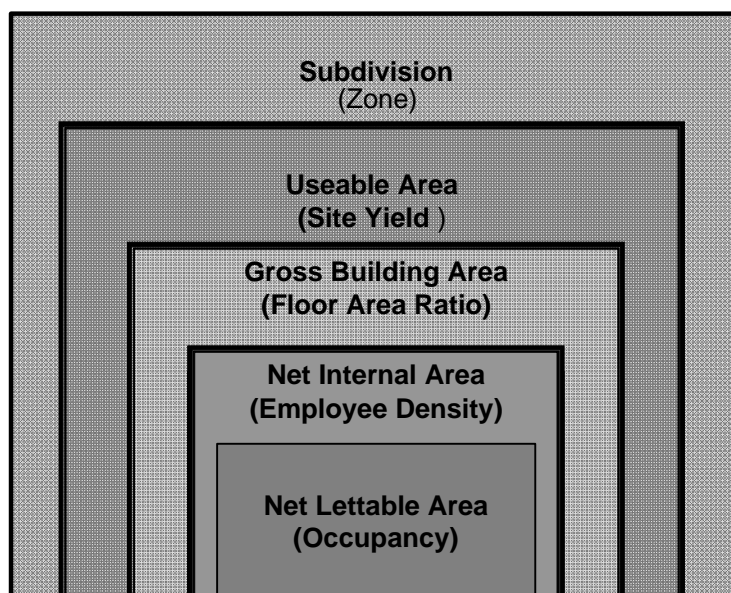 Subdivision
(Zone)
Useable Area
(Site Yield )
Gross Building Area
(Floor Area Ratio)
Net Internal Area
(Employee Density)
Net Lettable Area
(Occupancy)